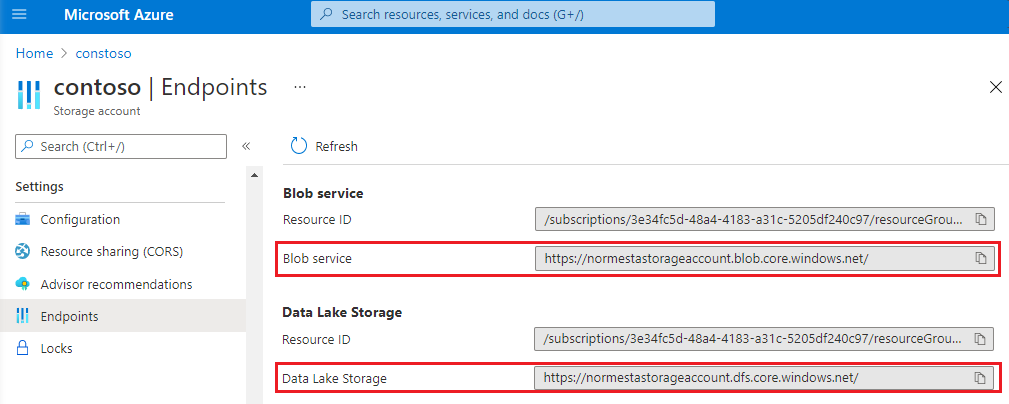 Microsoft Azure
Search resources, services, and docs (G+/)
Home > constoso
contoso | Endpoints ...
Storage account
Search (Ctrl+/) «
Refresh
Settings
Configuration
Resource sharing (CORS)
Advisor recommendations
Endpoints
Locks
Blob service
Resource ID /subscriptions/3e34fc5d-48a4-4183-a31c-5205df240c97/resourceGrou...
Blob service https://normestastorageaccount.blob.core.windows.net/
Data Lake Storage
Resource ID /subscriptions/3e34fc5d-48a4-4183-a31c-5205df240c97/resourceGrou...
Data Lake Storage https://normestastorageaccount.dfs.core.windows.net/